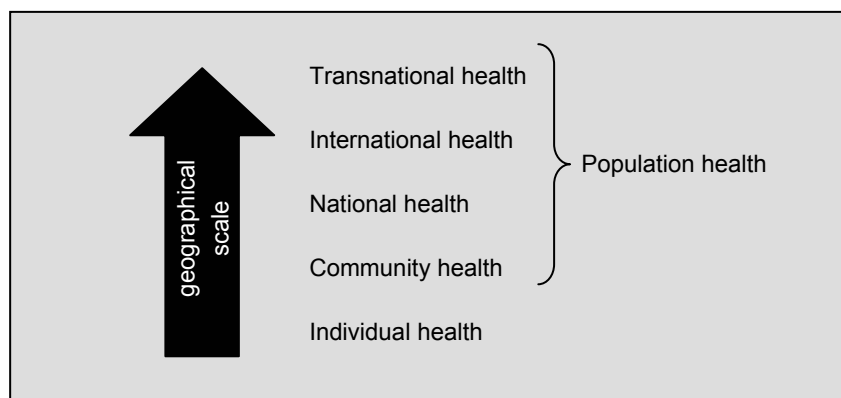 Transnational health
International health
Population health
National health
Community health
Individual health
geographical
scale